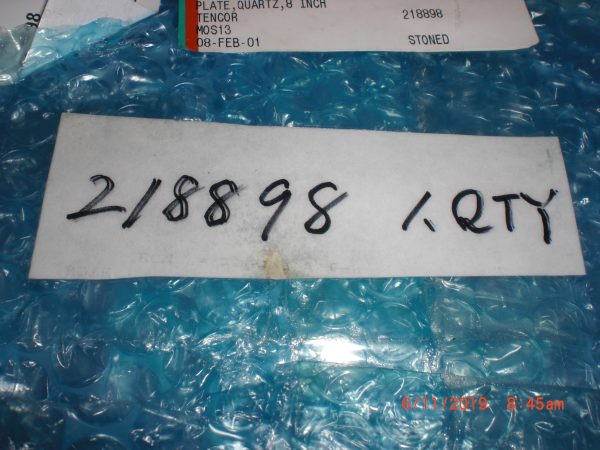 PLATE,QUARTZ,8 INCH
TENCOR 218898
MOS13
08-FEB-01 STONED
98
218898 1.QTY
6/11/2019 8:45am